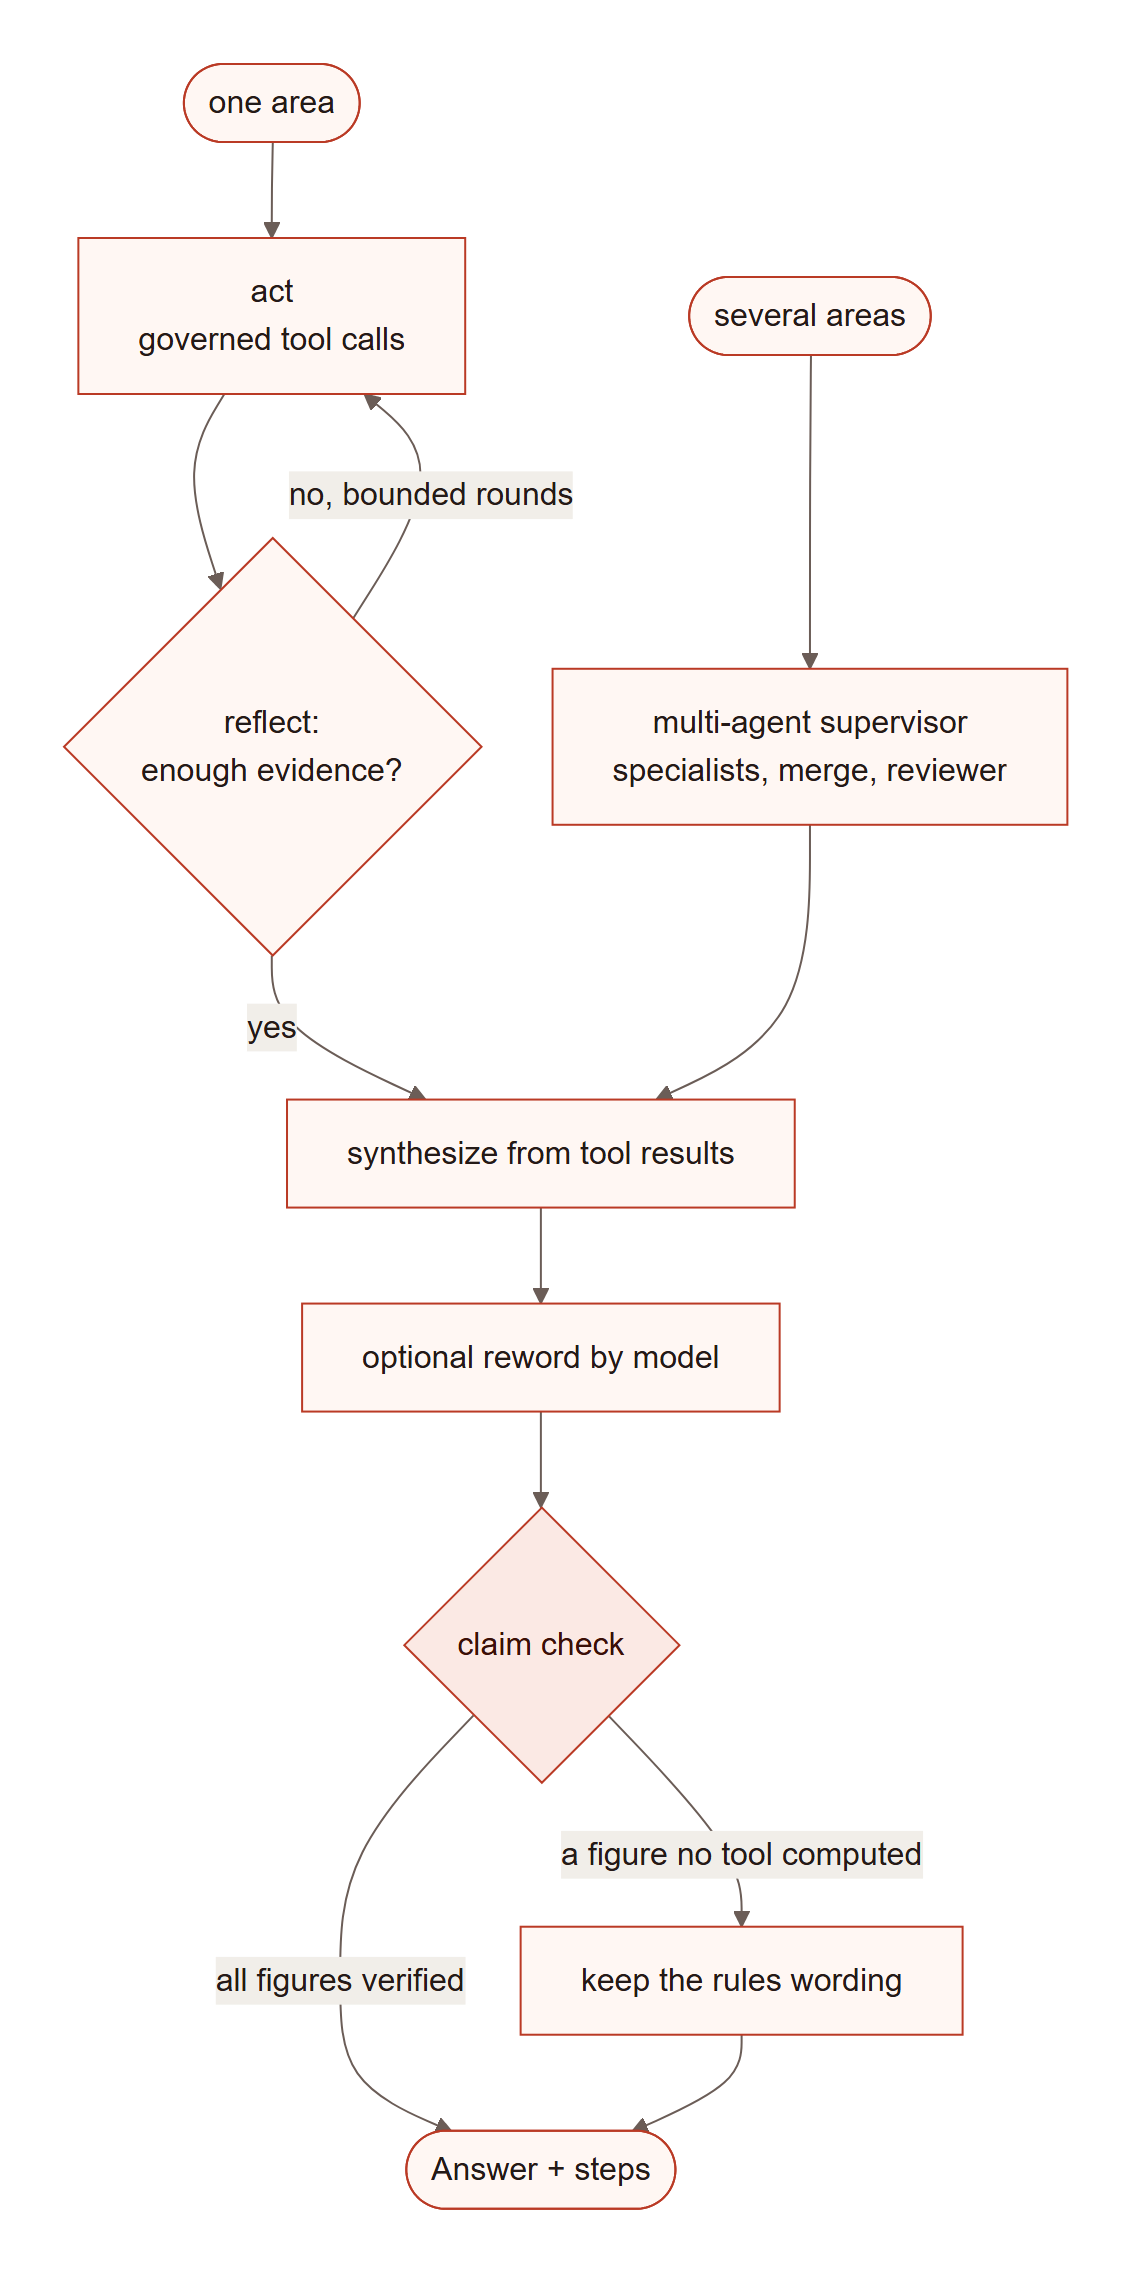 one area
act
governed tool calls
several areas
no, bounded rounds
reflect:
enough evidence?
multi-agent supervisor
specialists, merge, reviewer
yes
synthesize from tool results
optional reword by model
claim check
a figure no tool computed
all figures verified
keep the rules wording
Answer + steps